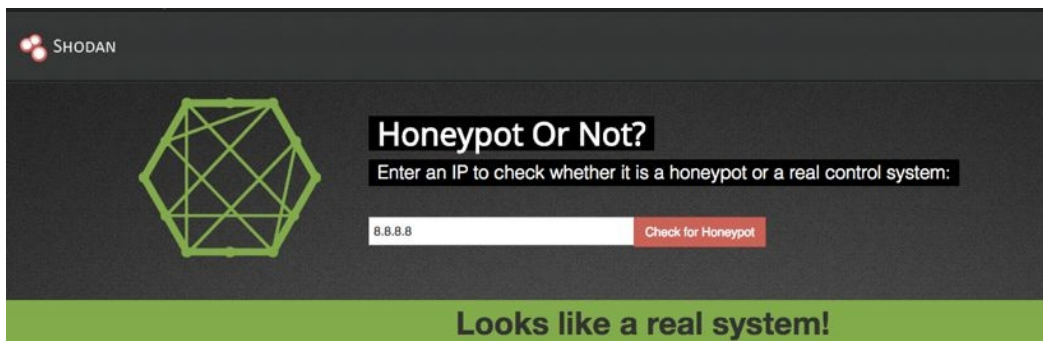 SHODAN
Honeypot Or Not?
Enter an IP to check whether it is a honeypot or a real control system:
8.8.8.8
Check for Honeypot
Looks like a real system!